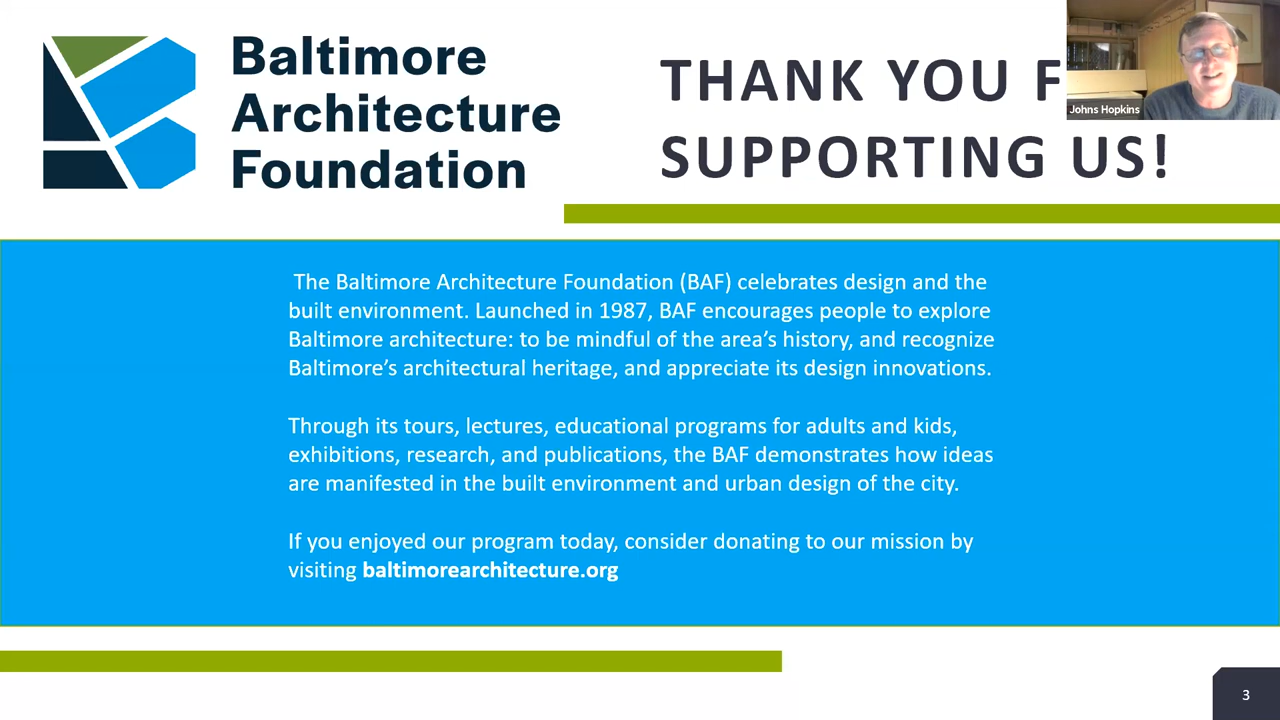 Baltimore
Architecture
Foundation
THANK YOU F
SUPPORTING US!
Johns Hopkins
The Baltimore Architecture Foundation (BAF) celebrates design and the
built environment. Launched in 1987, BAF encourages people to explore
Baltimore architecture: to be mindful of the area's history, and recognize
Baltimore's architectural heritage, and appreciate its design innovations.
Through its tours, lectures, educational programs for adults and kids,
exhibitions, research, and publications, the BAF demonstrates how ideas
are manifested in the built environment and urban design of the city.
If you enjoyed our program today, consider donating to our mission by
visiting baltimorearchitecture.org
3